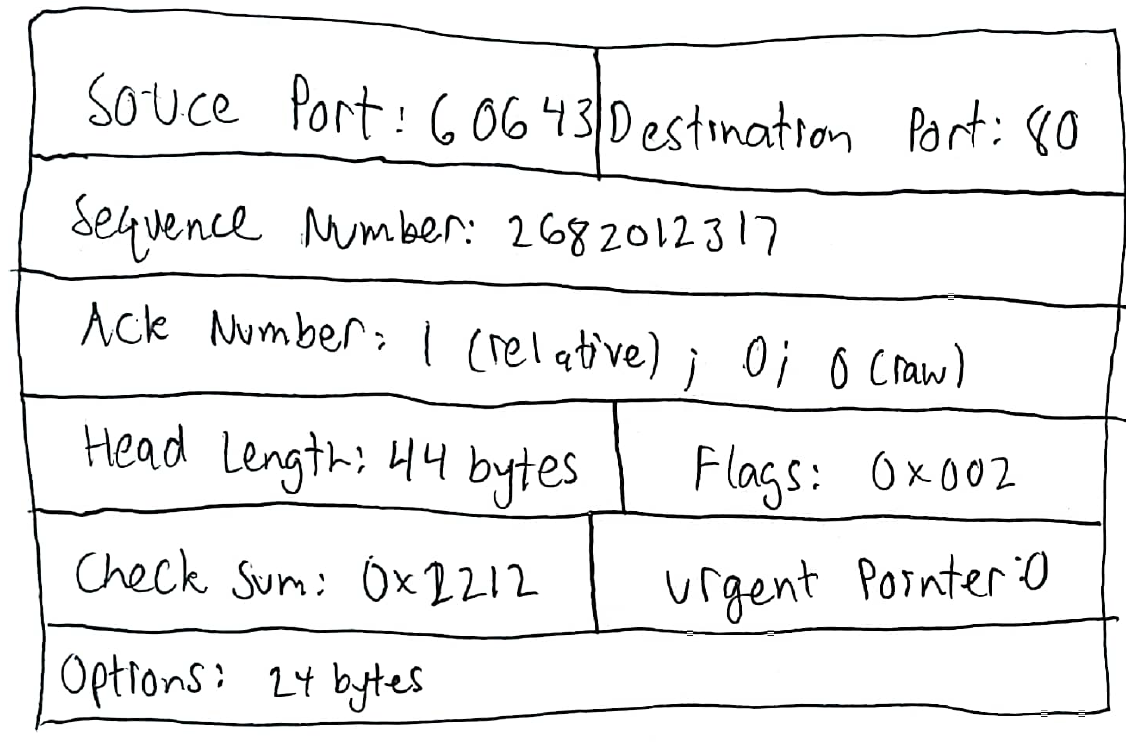 Souce Port: 60643 Destination Port: 80
Sequence Number: 2682012317
Ack Number: 1 (relative) ; 0; 0 (raw)
Head Length: 44 bytes Flags: 0x002
Check Sum: 0x2212 Urgent Pointer: 0
Options: 24 bytes